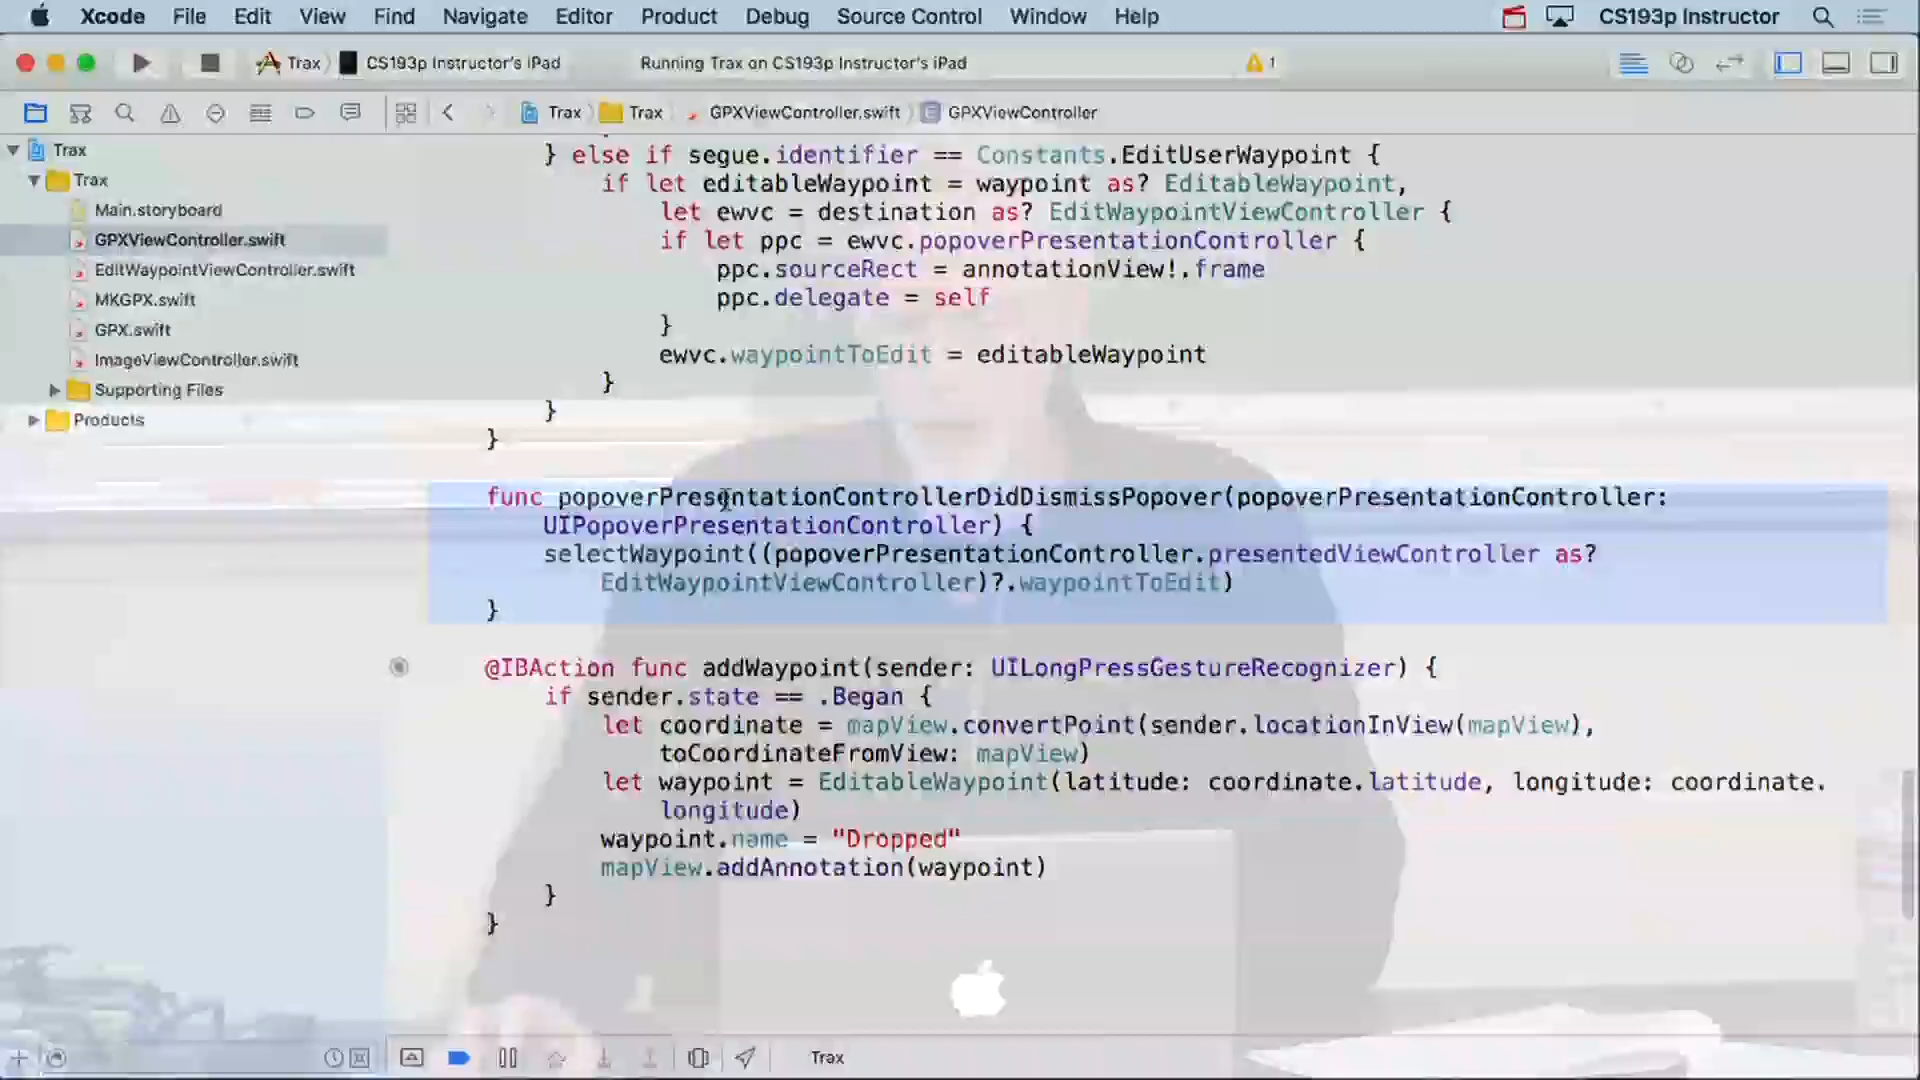 Xcode File Edit View Find Navigate Editor Product Debug Source Control Window Help CS193p Instructor
Trax CS193p Instructor's iPad Running Trax on CS193p Instructor's iPad 1
Trax Trax GPXViewController.swift GPXViewController
Trax
Trax
Main.storyboard
GPXViewController.swift
EditWaypointViewController.swift
MKGPX.swift
GPX.swift
ImageViewController.swift
Supporting Files
Products
} else if segue.identifier == Constants.EditUserWaypoint {
if let editableWaypoint = waypoint as? EditableWaypoint,
let ewvc = destination as? EditWaypointViewController {
if let ppc = ewvc.popoverPresentationController {
ppc.sourceRect = annotationView!.frame
ppc.delegate = self
}
ewvc.waypointToEdit = editableWaypoint
}
}
}
func popoverPresentationControllerDidDismissPopover(popoverPresentationController:
UIPopoverPresentationController) {
selectWaypoint((popoverPresentationController.presentedViewController as?
EditWaypointViewController)?.waypointToEdit)
}
@IBAction func addWaypoint(sender: UILongPressGestureRecognizer) {
if sender.state == .Began {
let coordinate = mapView.convertPoint(sender.locationInView(mapView),
toCoordinateFromView: mapView)
let waypoint = EditableWaypoint(latitude: coordinate.latitude, longitude: coordinate.
longitude)
waypoint.name = "Dropped"
mapView.addAnnotation(waypoint)
}
}
Trax